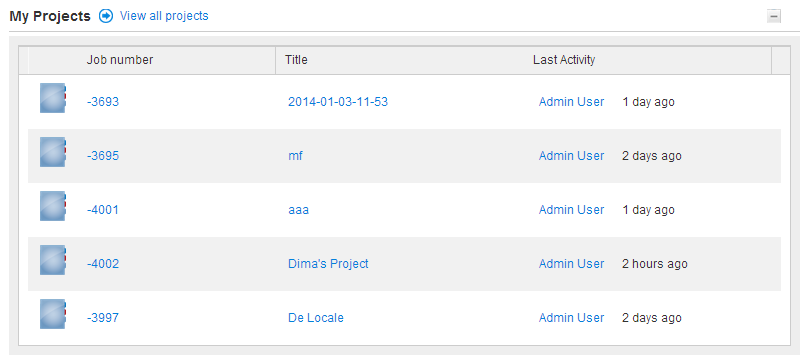 My Projects View all projects
Job number Title Last Activity
-3693 2014-01-03-11-53 Admin User 1 day ago
-3695 mf Admin User 2 days ago
-4001 aaa Admin User 1 day ago
-4002 Dima's Project Admin User 2 hours ago
-3997 De Locale Admin User 2 days ago